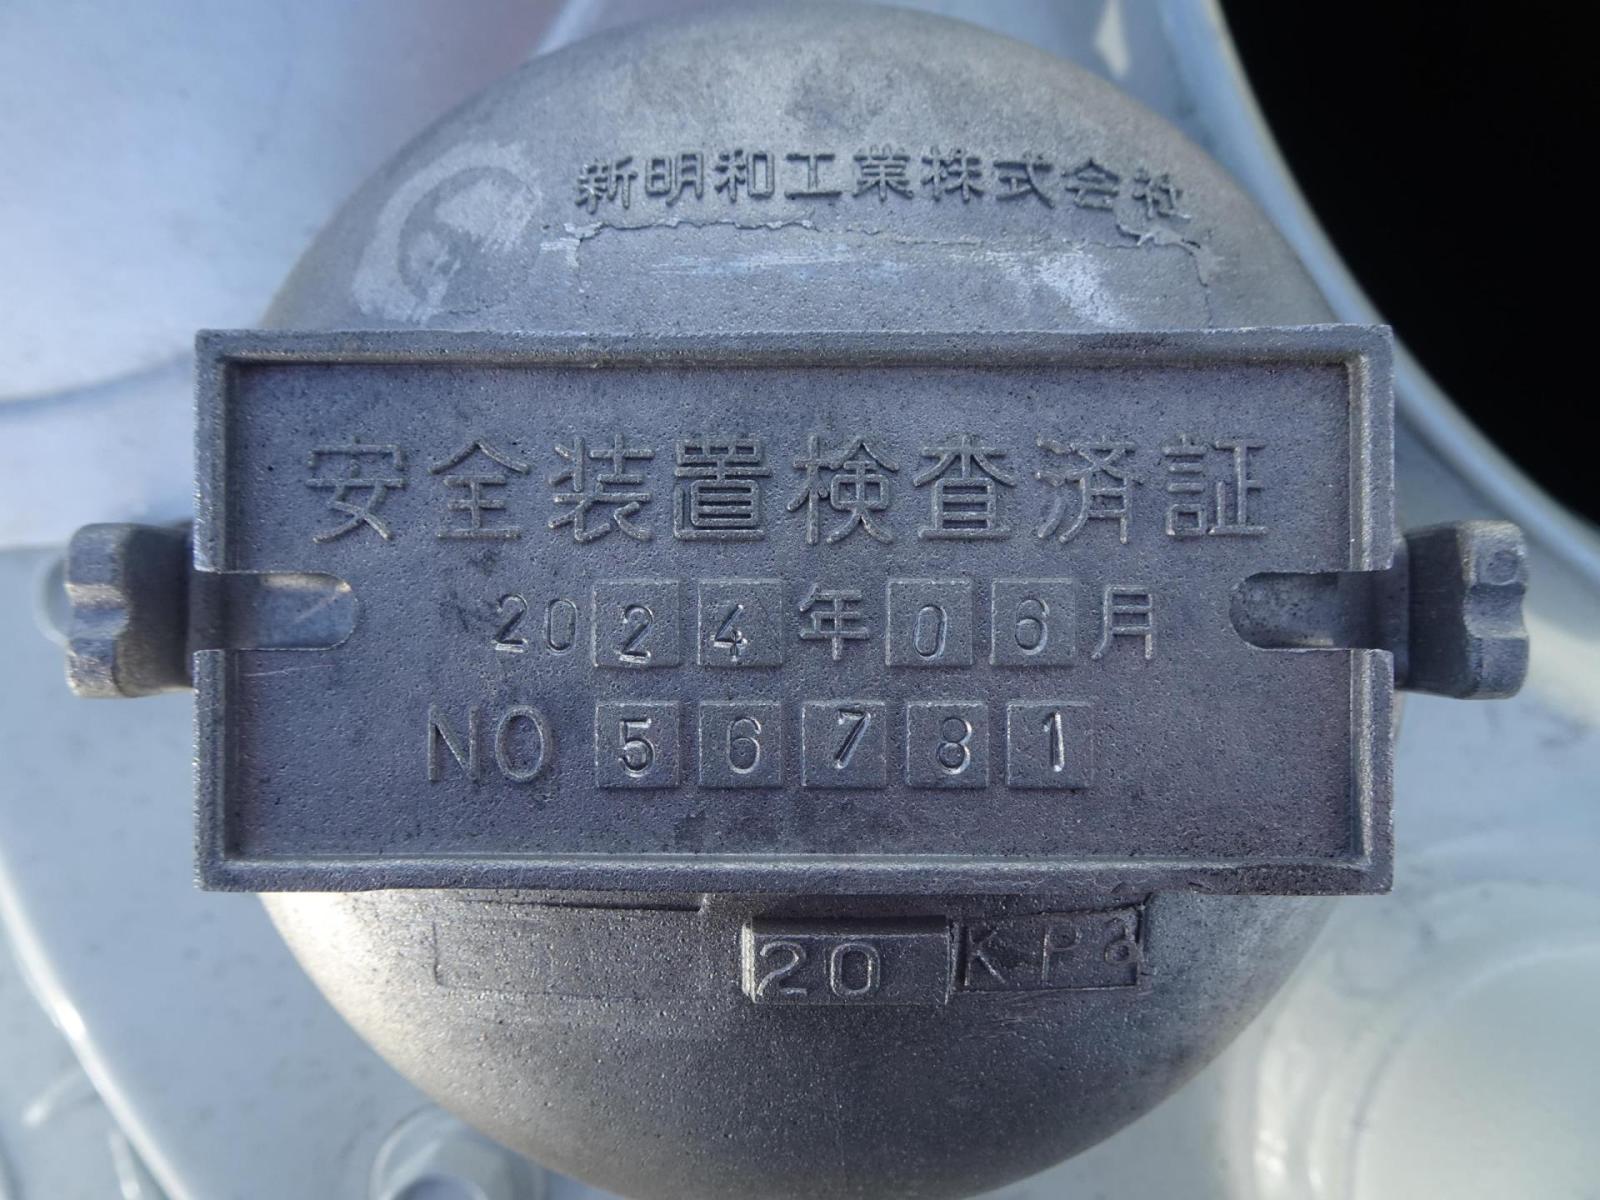 新明和工業株式会社
安全装置検査済証
2024年06月
NO 56781
20 KPa